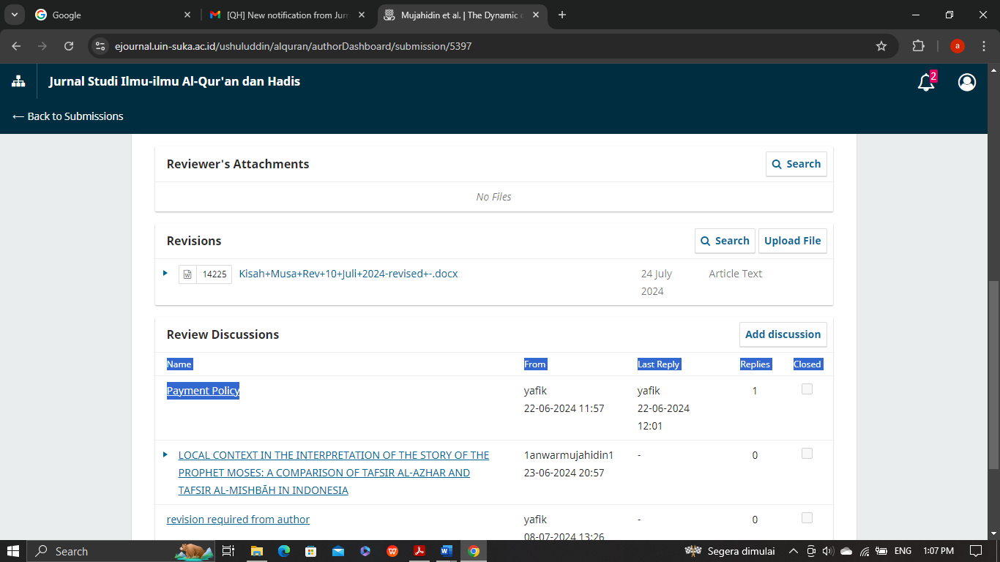 Google
[QH] New notification from Jur
Mujahidin et al. | The Dynamic
ejournal.uin-suka.ac.id/ushuluddin/alquran/authorDashboard/submission/5397
a
Jurnal Studi Ilmu-ilmu Al-Qur'an dan Hadis
2
← Back to Submissions
Reviewer's Attachments
Search
No Files
Revisions
Search
Upload File
14225 Kisah+Musa+Rev+10+Juli+2024-revised+-.docx 24 July 2024 Article Text
Review Discussions
Add discussion
Name From Last Reply Replies Closed
Payment Policy yafik yafik 1
22-06-2024 11:57 22-06-2024
12:01
LOCAL CONTEXT IN THE INTERPRETATION OF THE STORY OF THE 1anwarmujahidin1 - 0
PROPHET MOSES: A COMPARISON OF TAFSIR AL-AZHAR AND 23-06-2024 20:57
TAFSIR AL-MISHBĀH IN INDONESIA
revision required from author yafik - 0
08-07-2024 13:26
Search
Segera dimulai
ENG
1:07 PM